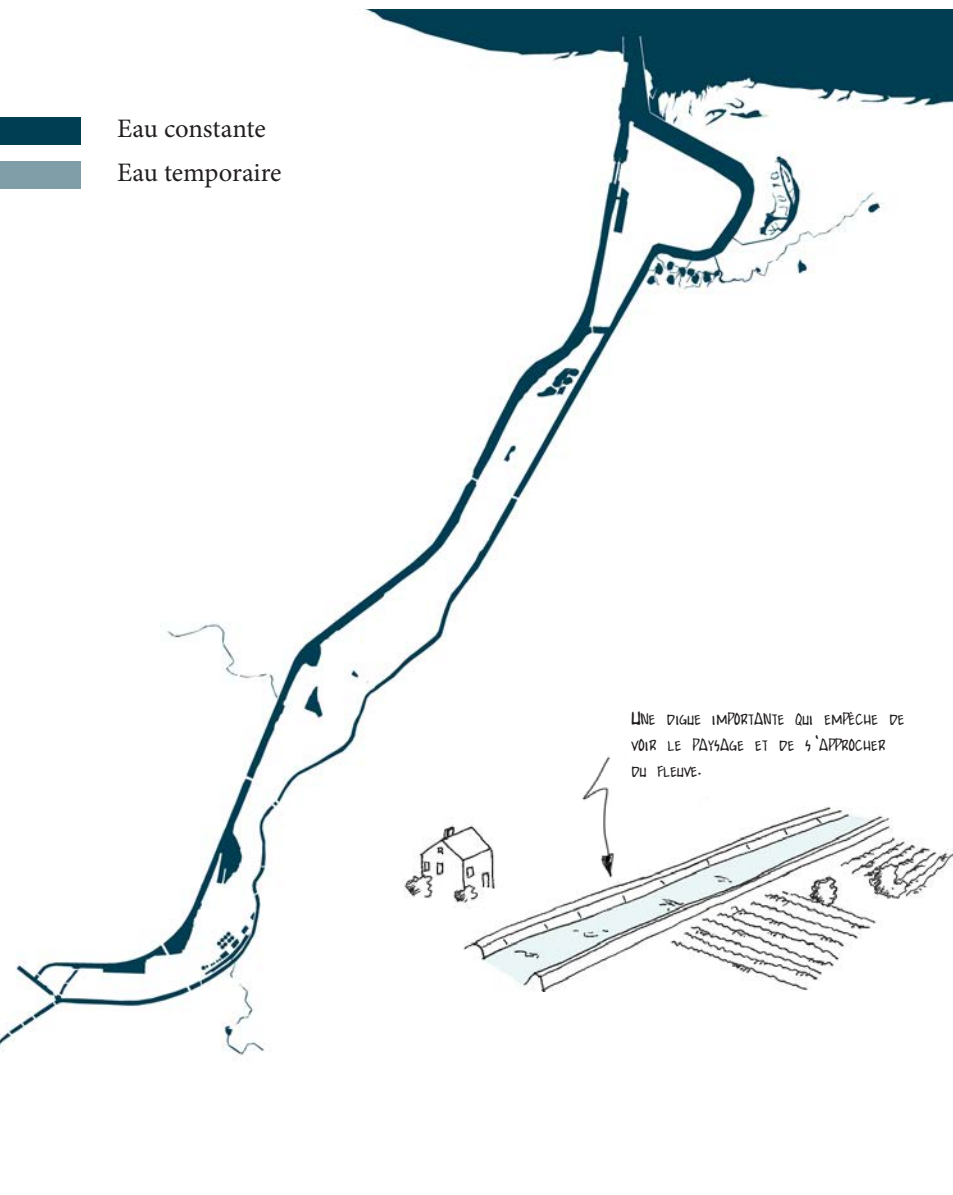 Eau constante
Eau temporaire
UNE DIGUE IMPORTANTE QUI EMPÊCHE DE
VOIR LE PAYSAGE ET DE S'APPROCHER
DU FLEUVE.